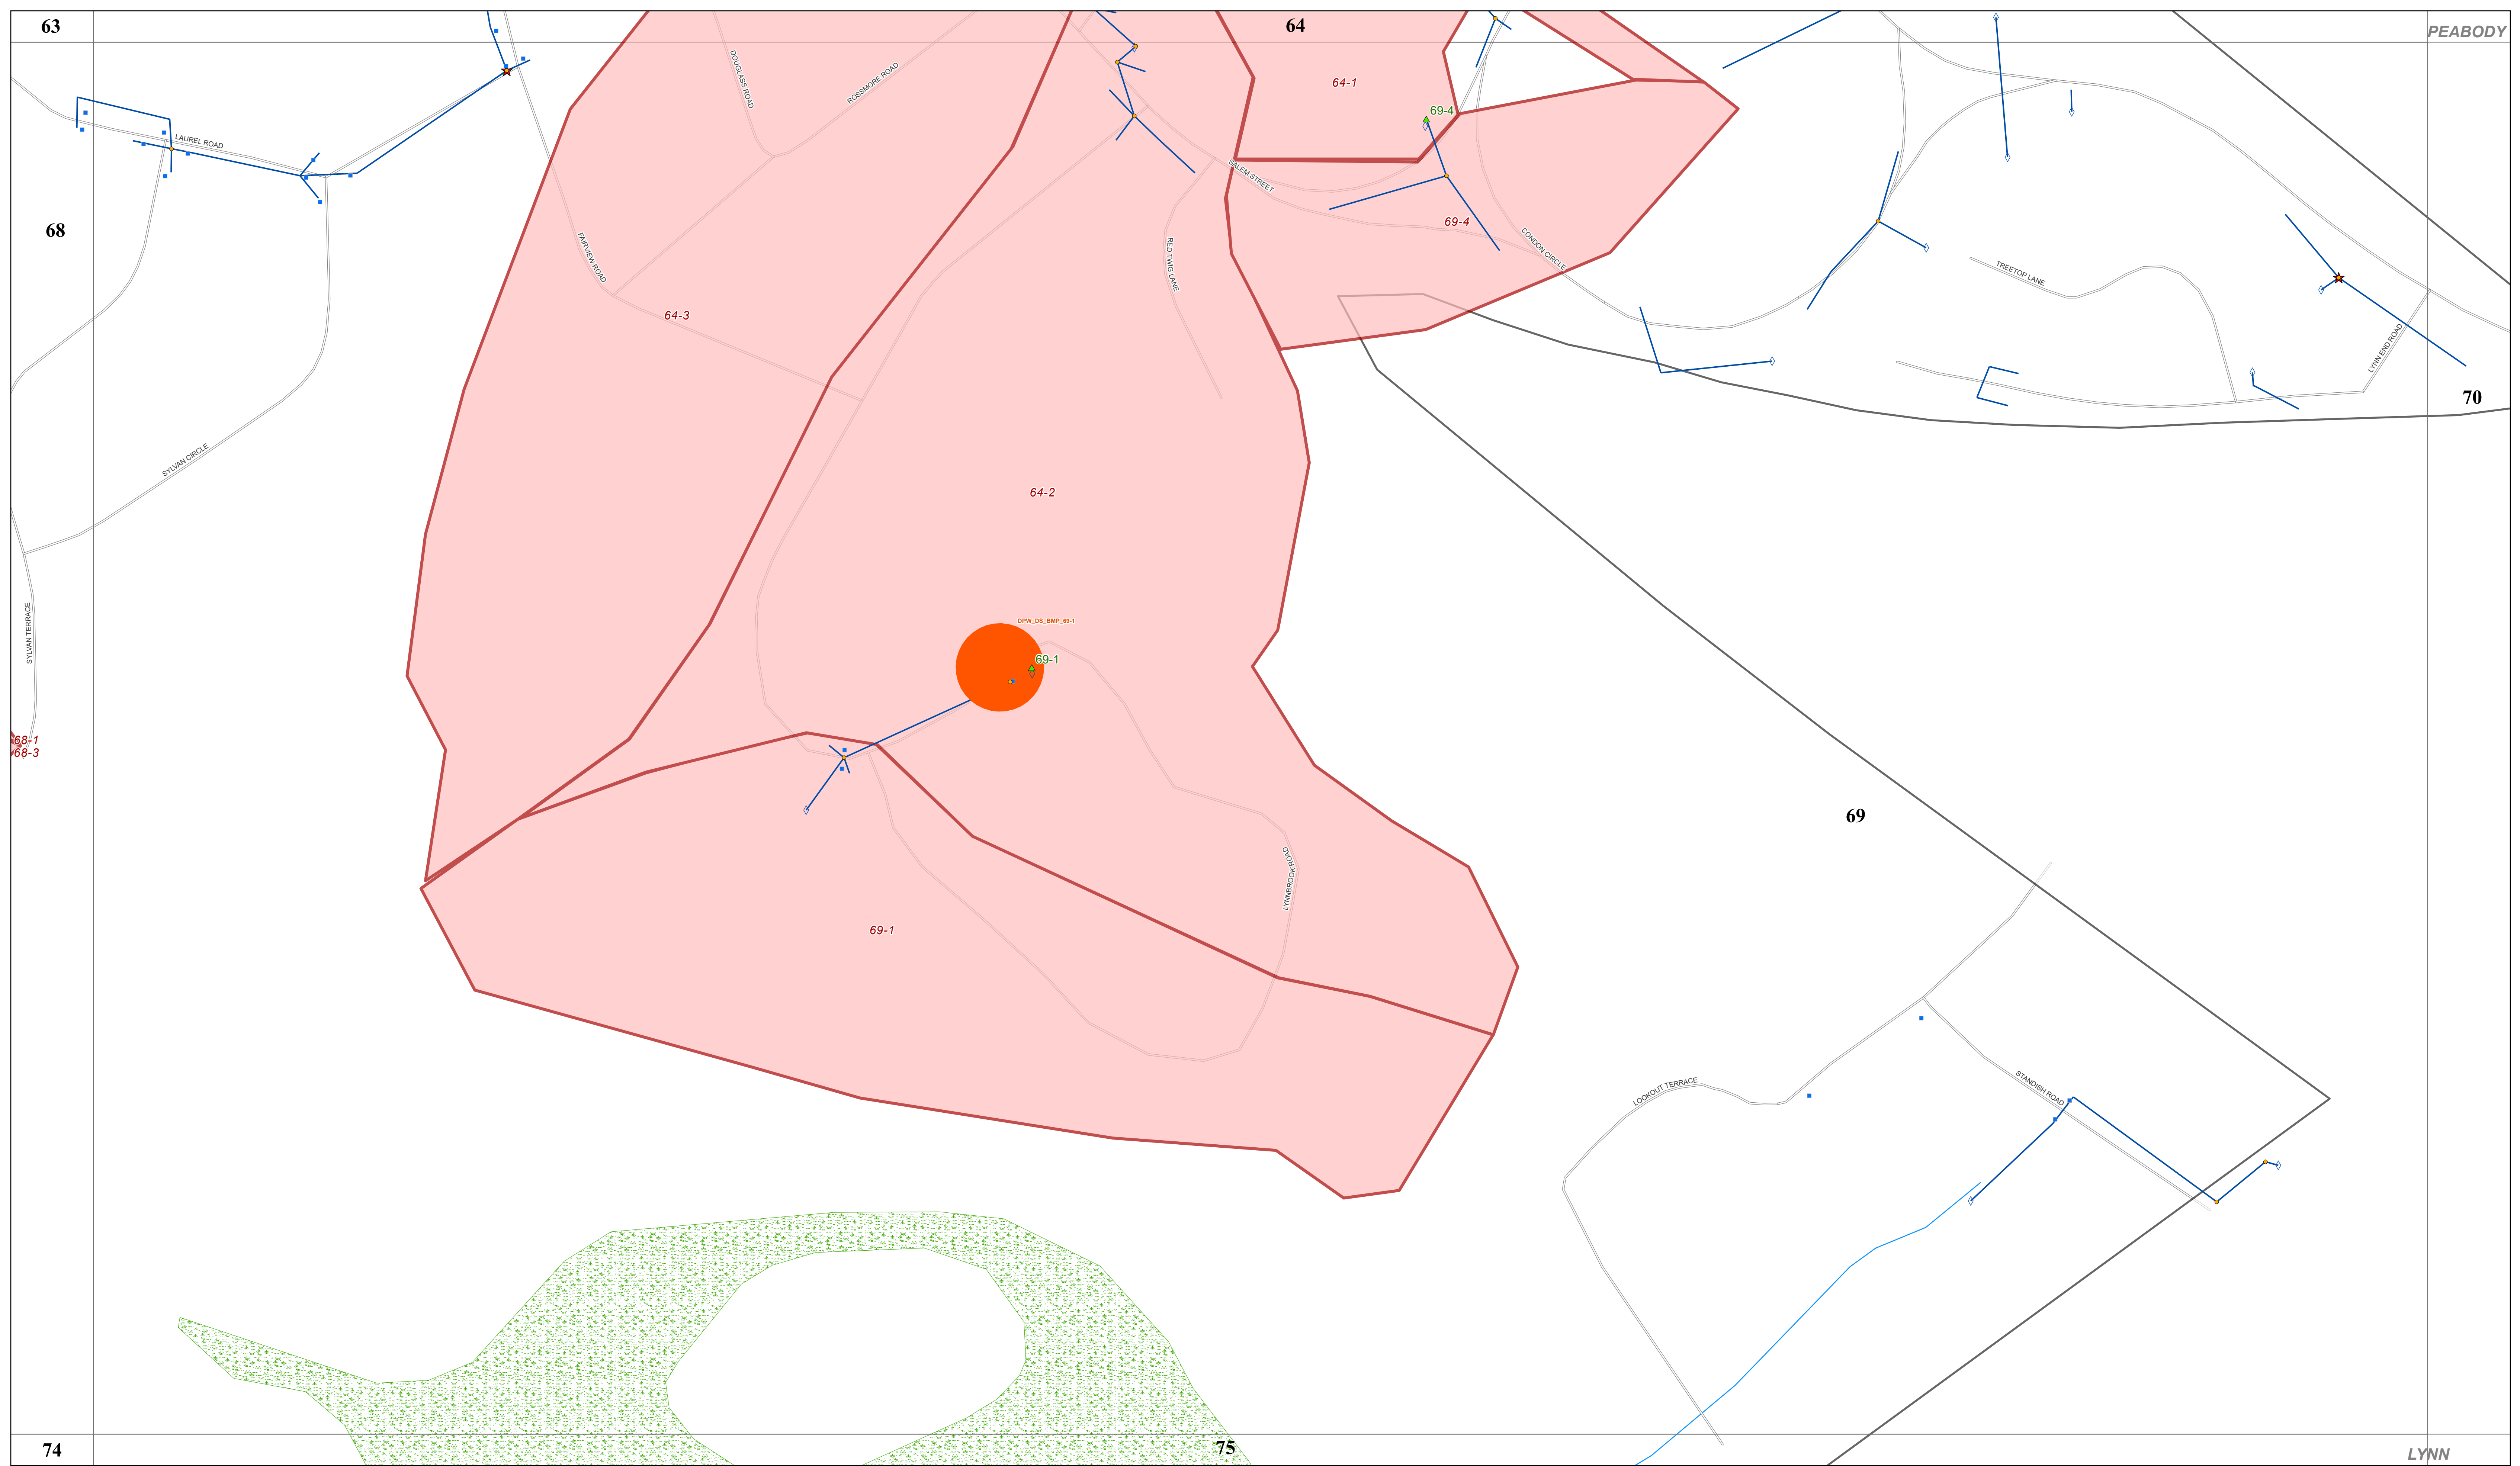 63
64
PEABODY
DOUGLASS ROAD
ROSSMORE ROAD
64-1
69-4
LAUREL ROAD
SALEM STREET
68
69-4
RED TWIG LANE
FAIRVIEW ROAD
CONDON CIRCLE
TREETOP LANE
64-3
LYNN END ROAD
70
SYLVAN CIRCLE
64-2
SYLVAN TERRACE
DPW_DS_BMP_69-1
69-1
68-1
68-3
69
LYNNBROOK ROAD
69-1
LOOKOUT TERRACE
STANDISH ROAD
74
75
LYNN